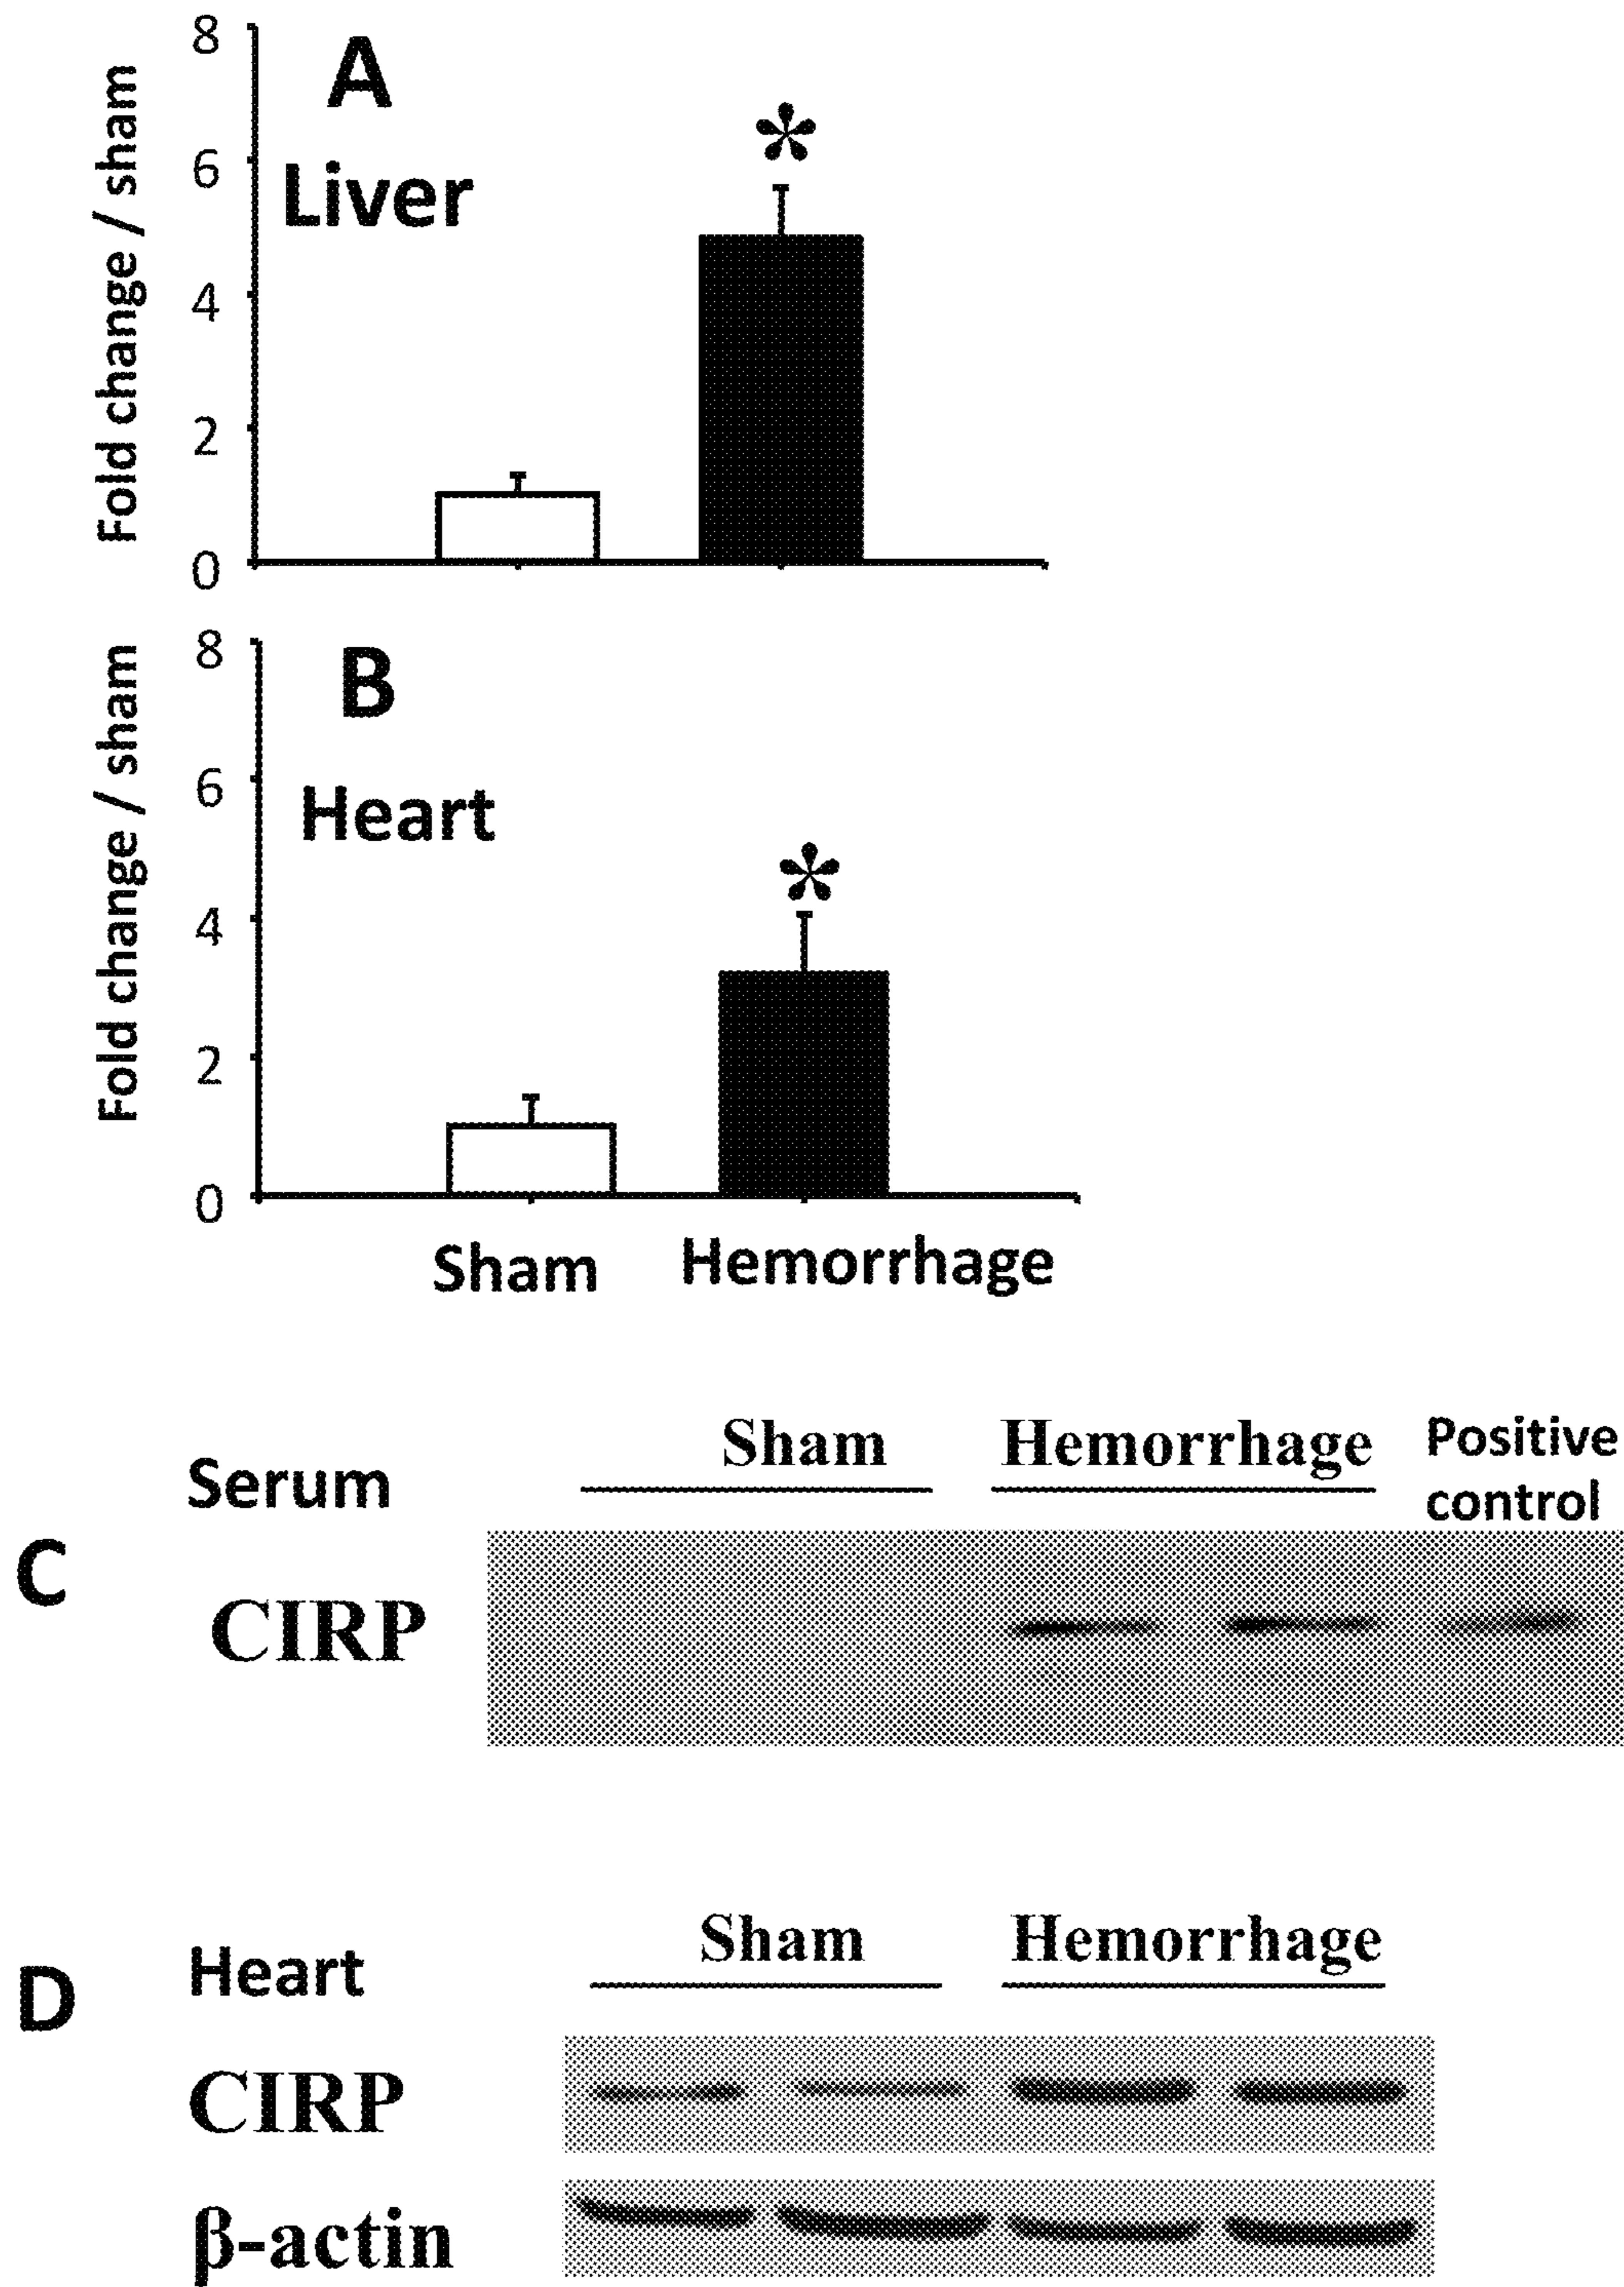 A
Liver
*
Fold change / sham
8
6
4
2
0
B
Heart
*
Fold change / sham
8
6
4
2
0
Sham Hemorrhage
C
Serum
Sham Hemorrhage Positive
control
CIRP
D
Heart
Sham Hemorrhage
CIRP
β-actin